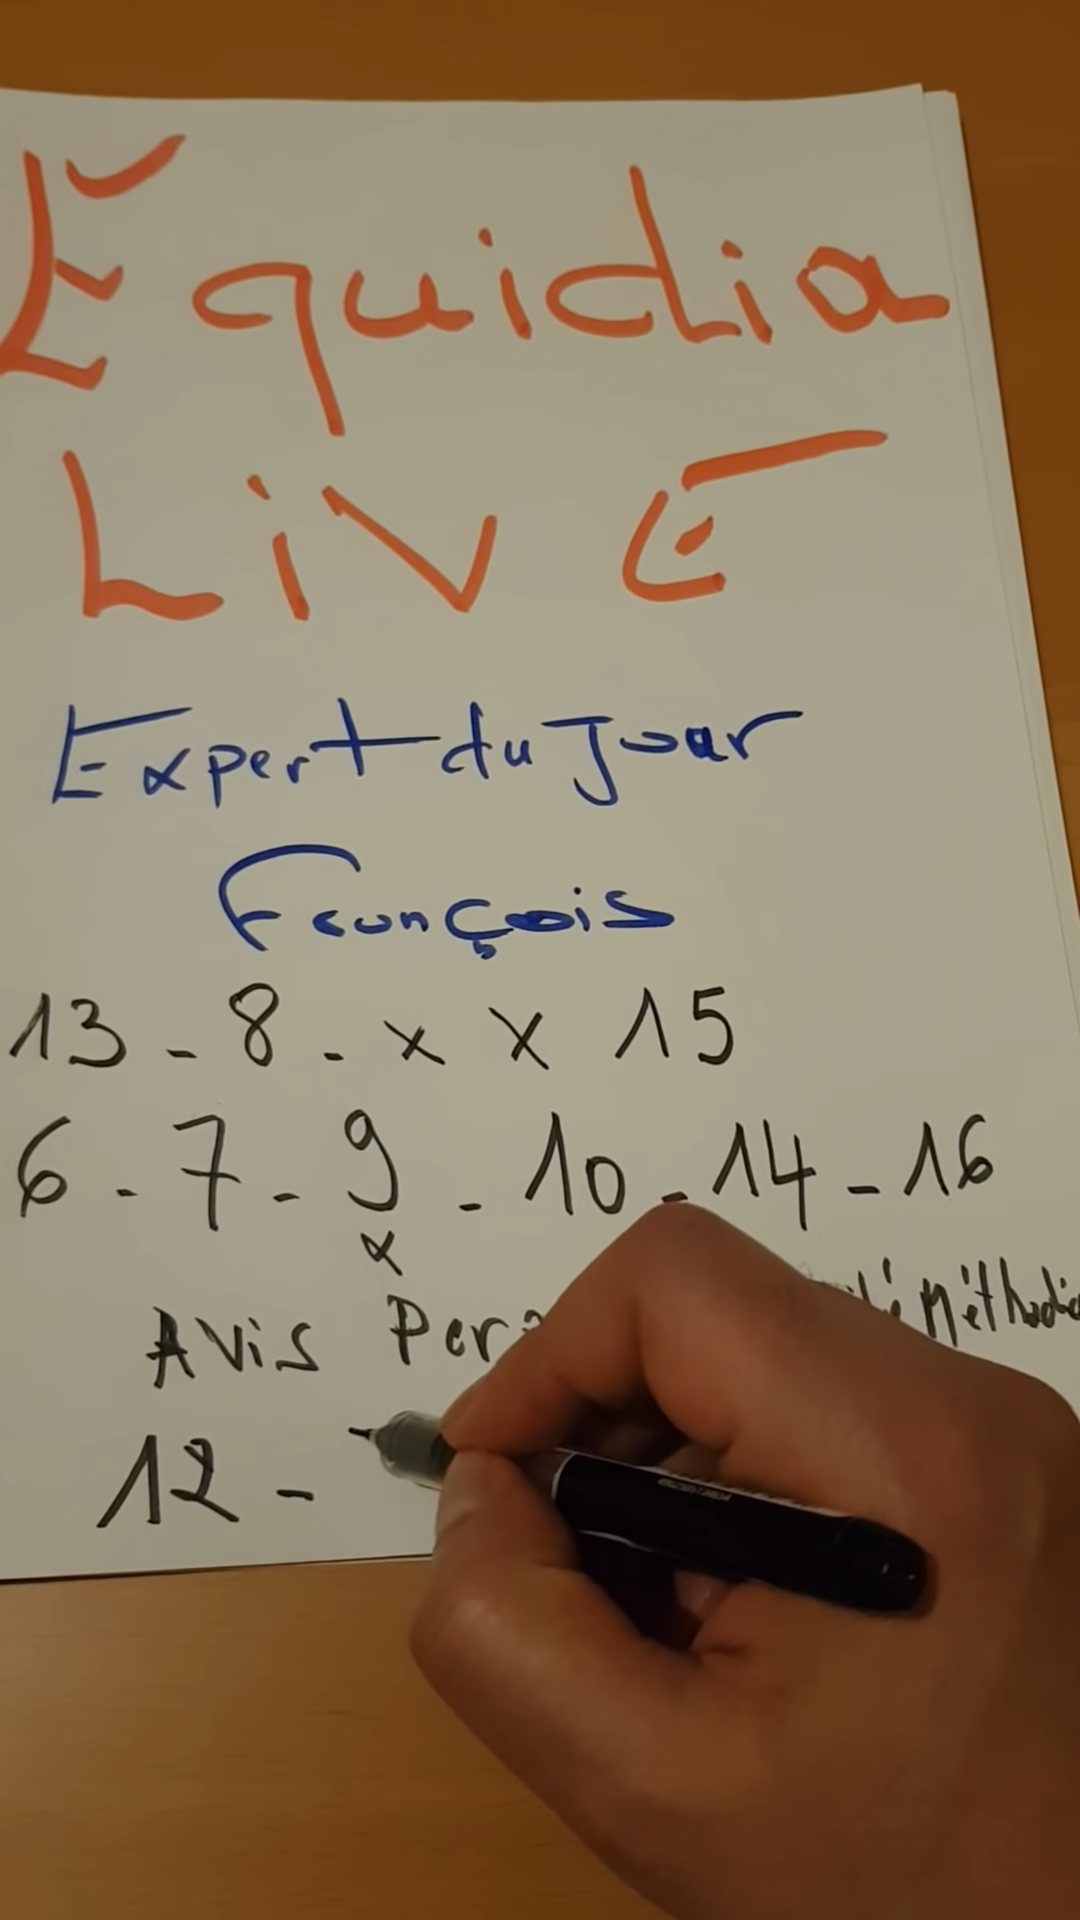 Equidia
LiVE
Expert du Jour
François
13 - 8 - x x 15
6 - 7 - 9 - 10 - 14 - 16
x
Avis
12 -